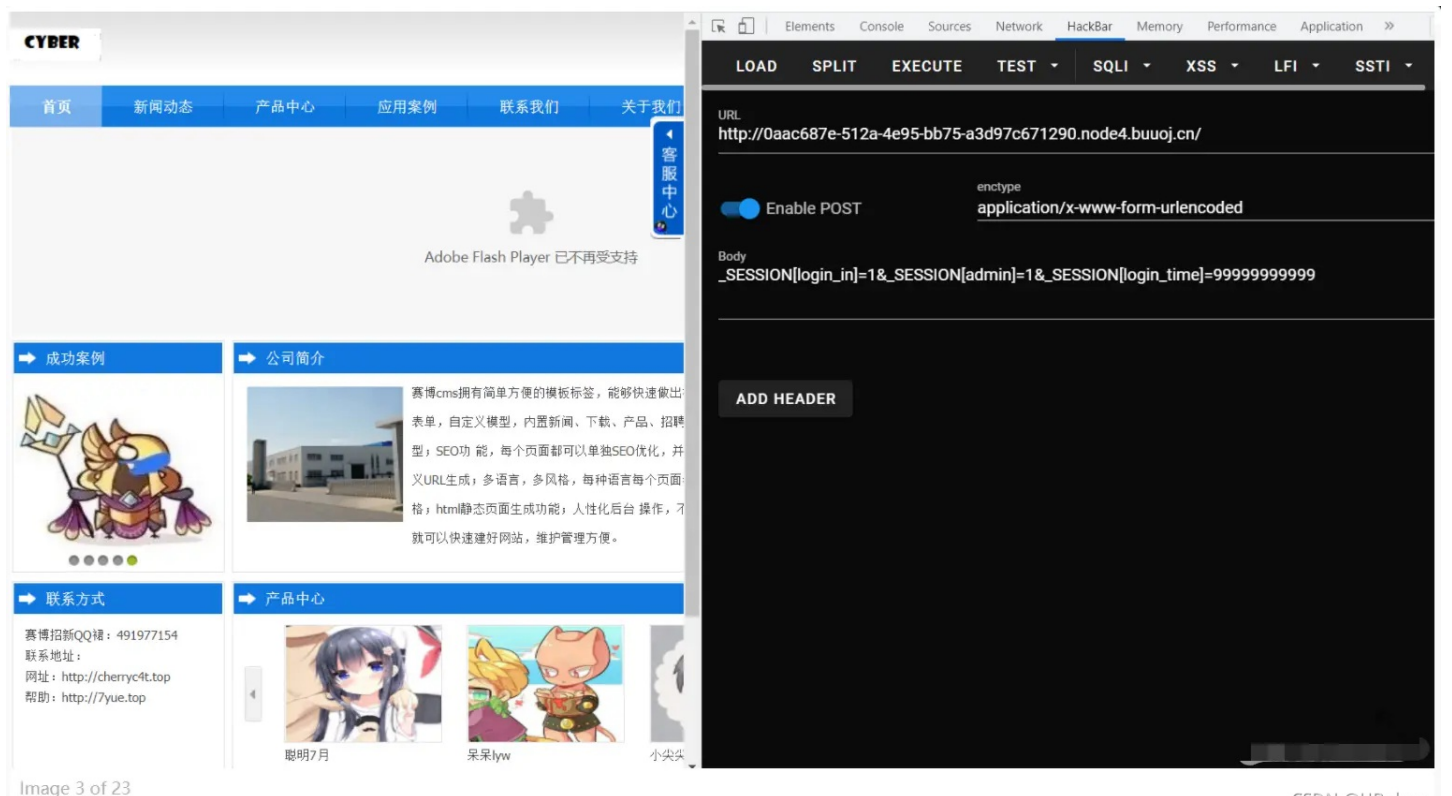 CYBER
首页 新闻动态 产品中心 应用案例 联系我们 关于我们
客服中心
Adobe Flash Player 已不再受支持
成功案例
公司简介
赛博cms拥有简单方便的模板标签，能够快速做出
表单，自定义模型，内置新闻、下载、产品、招聘
型；SEO功 能，每个页面都可以单独SEO优化，并
义URL生成；多语言，多风格，每种语言每个页面
格；html静态页面生成功能；人性化后台 操作，不
就可以快速建好网站，维护管理方便。
联系方式
赛博招新QQ裙：491977154
联系地址：
网址：http://cherryc4t.top
帮助：http://7yue.top
产品中心
聪明7月 呆呆lyw 小尖尖
Elements Console Sources Network HackBar Memory Performance Application »
LOAD SPLIT EXECUTE TEST SQLI XSS LFI SSTI
URL
http://0aac687e-512a-4e95-bb75-a3d97c671290.node4.buuoj.cn/
Enable POST
enctype
application/x-www-form-urlencoded
Body
_SESSION[login_in]=1&_SESSION[admin]=1&_SESSION[login_time]=99999999999
ADD HEADER
Image 3 of 23